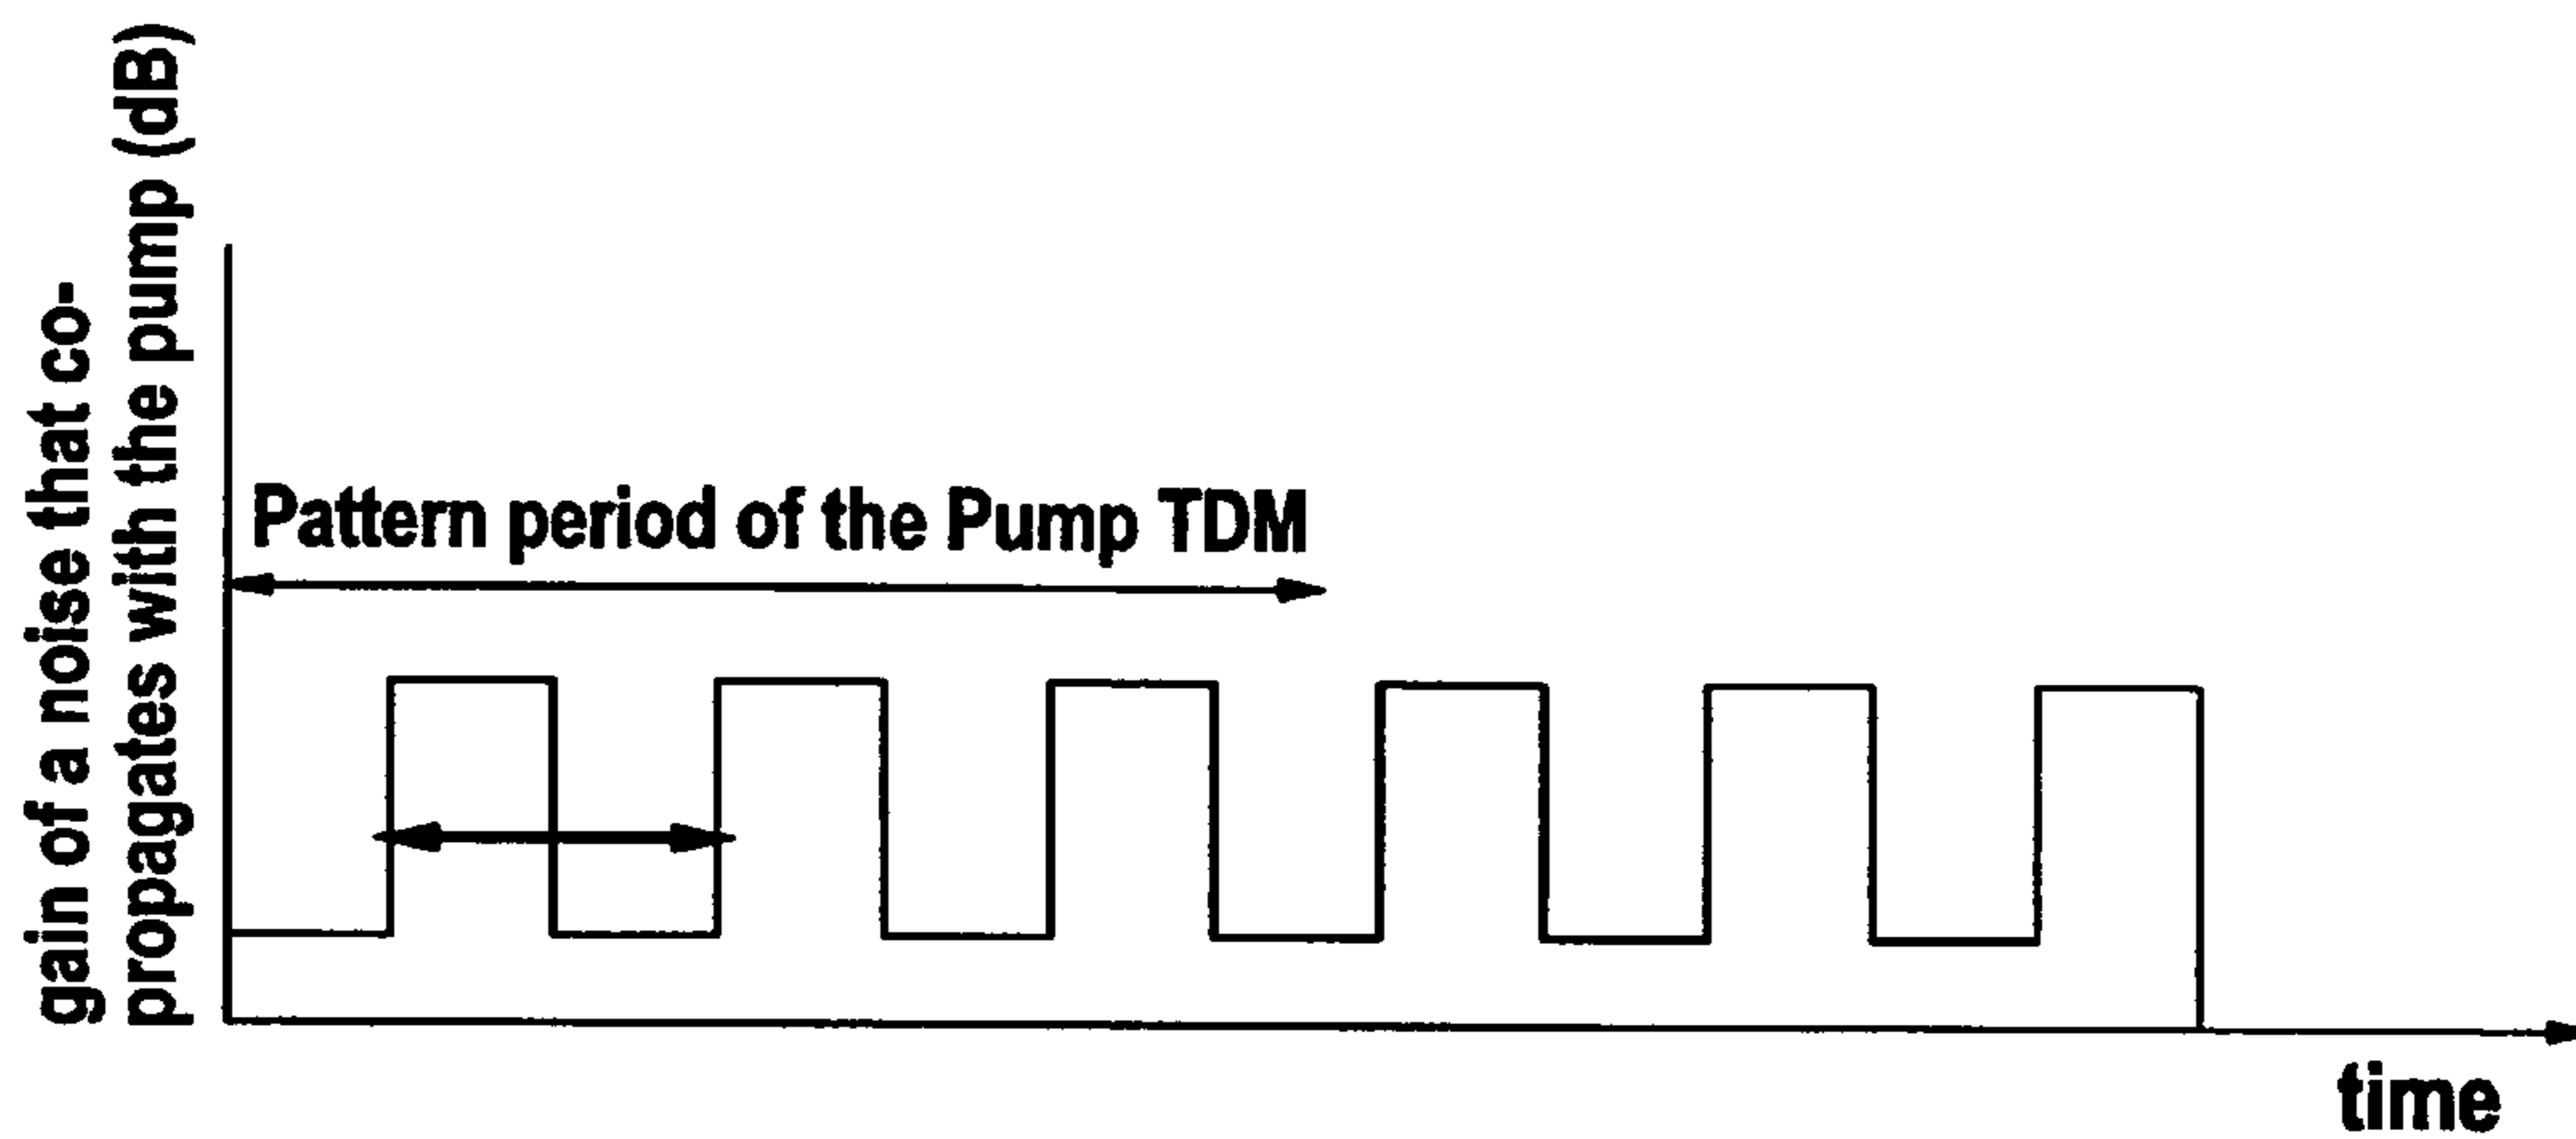 gain of a noise that co-
propagates with the pump (dB)
Pattern period of the Pump TDM
time